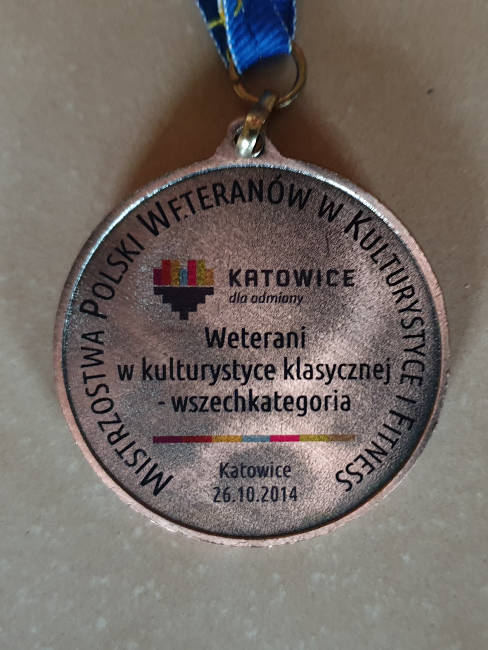 MISTRZOSTWA POLSKI WETERANÓW W KULTURYSTYCE I FITNESS
KATOWICE
dla odmiany
Weterani
w kulturystyce klasycznej
- wszechkategoria
Katowice
26.10.2014